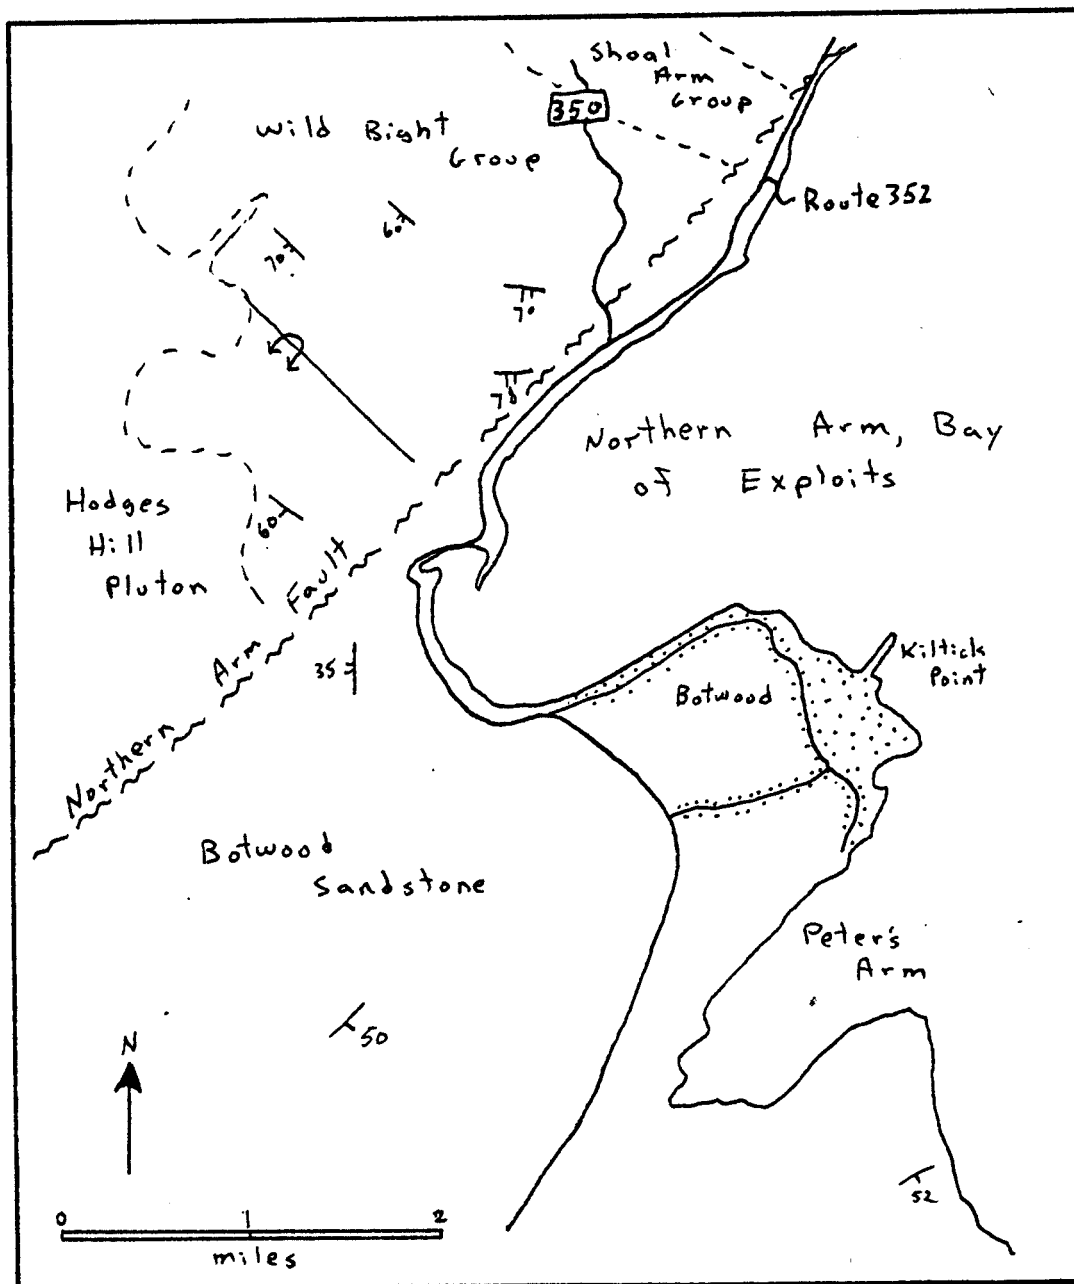 Shoal
Arm
Group
350
Wild Bight
Group
Route 352
60
70
70
70
Northern Arm, Bay
of Exploits
Hodges
Hill
Pluton
60
Northern Arm Fault
35
Kiltick
Point
Botwood
Botwood
Sandstone
Peter's
Arm
50
N
52
0 1 2
miles